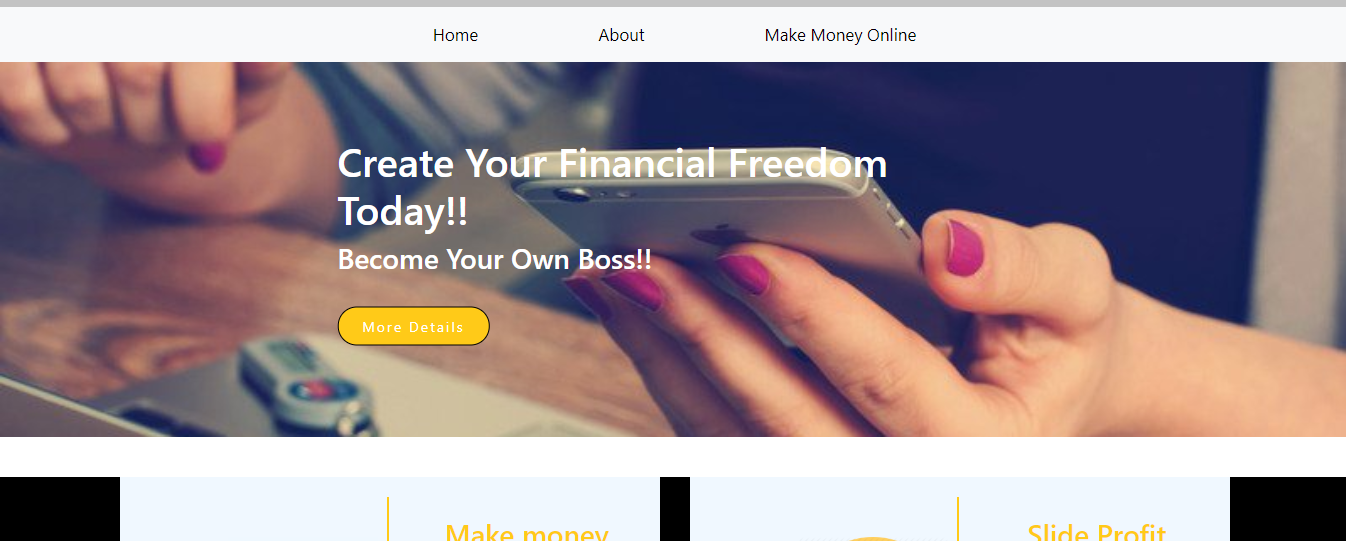 Home
About
Make Money Online
Create Your Financial Freedom
Today!!
Become Your Own Boss!!
More Details
Make money
Slide Profit